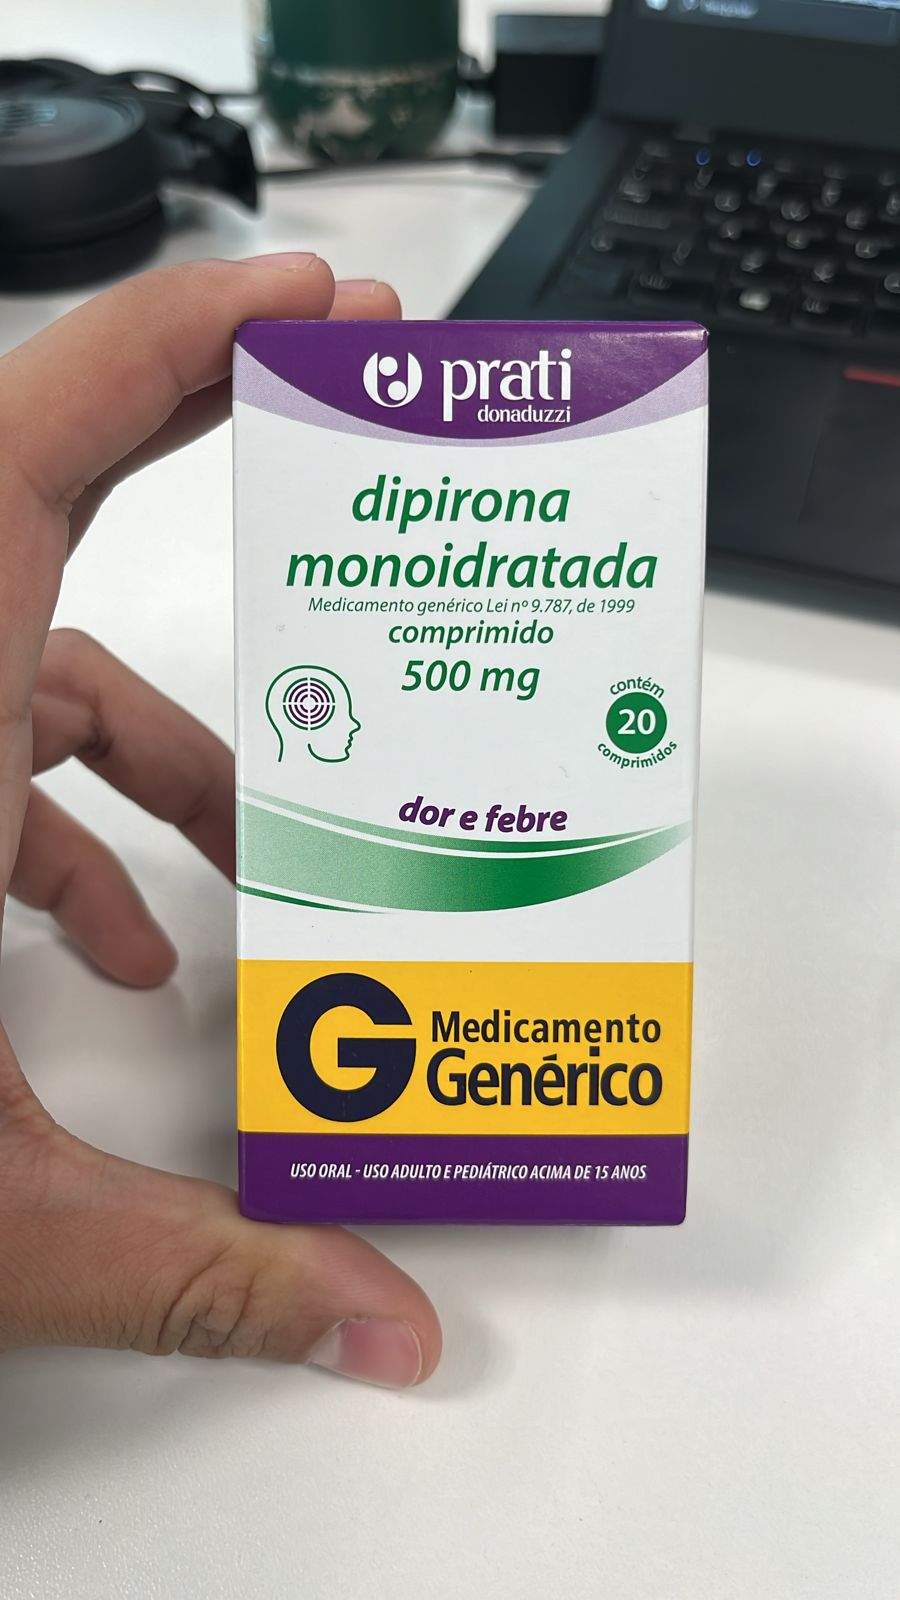 prati
donaduzzi
dipirona
monoidratada
Medicamento genérico Lei nº 9.787, de 1999
comprimido
500 mg
contém
20
comprimidos
dor e febre
G Medicamento
Genérico
USO ORAL - USO ADULTO E PEDIÁTRICO ACIMA DE 15 ANOS